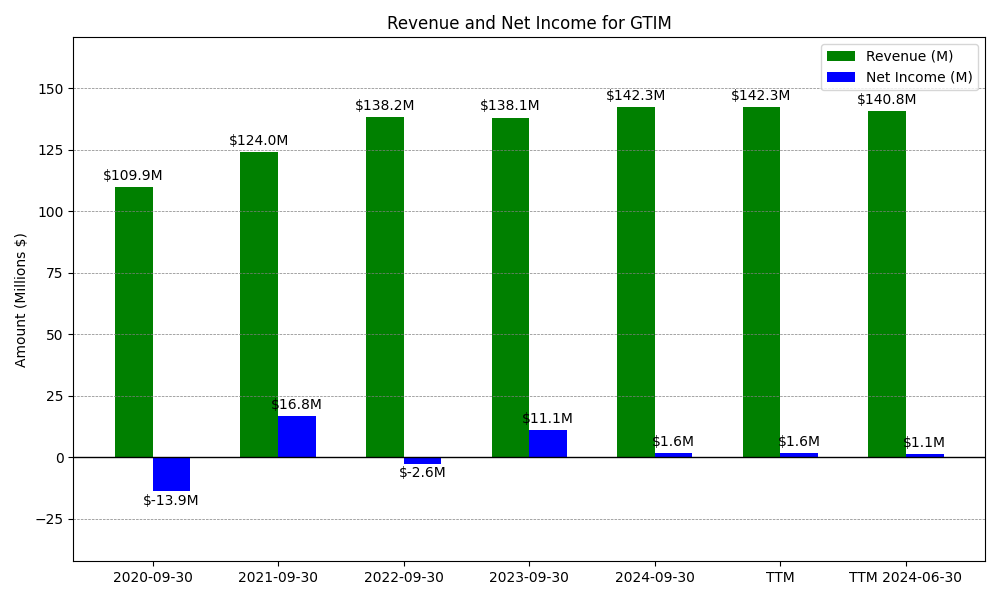 Revenue and Net Income for GTIM
Revenue (M)
Net Income (M)
Amount (Millions $)
150
125
100
75
50
25
0
−25
$109.9M
$124.0M
$138.2M
$138.1M
$142.3M
$142.3M
$140.8M
$-13.9M
$16.8M
$-2.6M
$11.1M
$1.6M
$1.6M
$1.1M
2020-09-30
2021-09-30
2022-09-30
2023-09-30
2024-09-30
TTM
TTM 2024-06-30